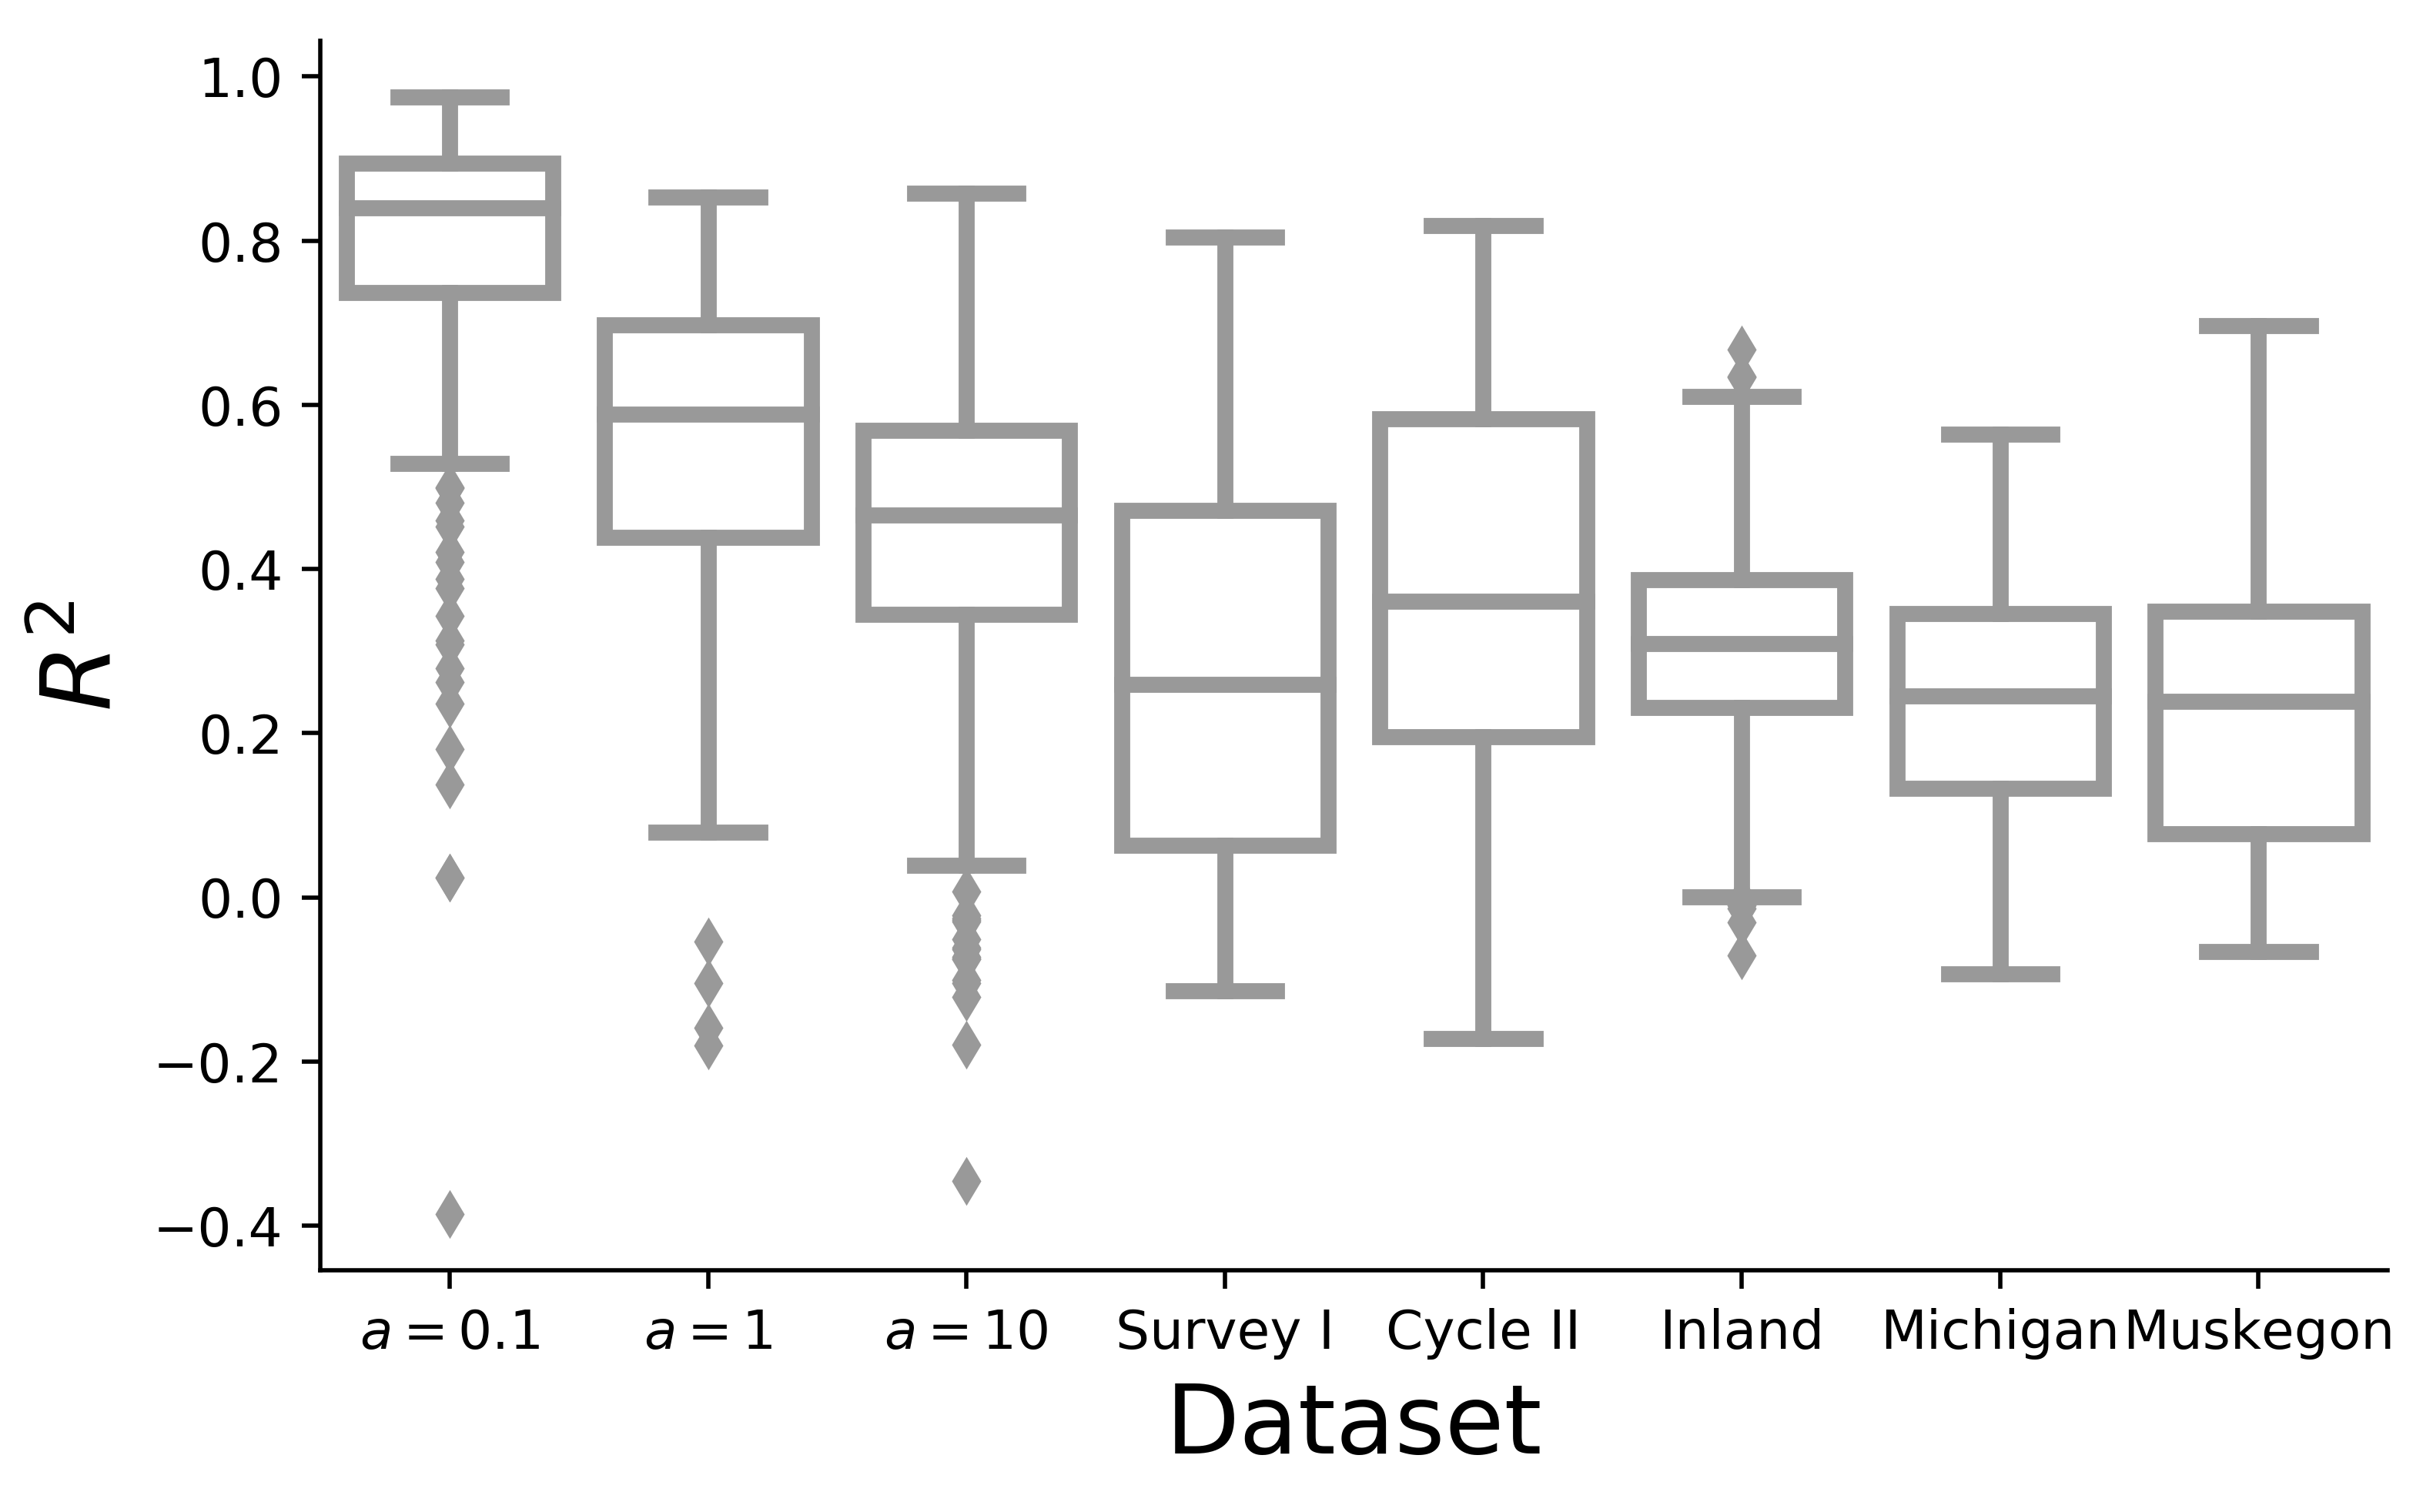 1.0
0.8
0.6
0.4
0.2
0.0
−0.2
−0.4
R²
a = 0.1 a = 1 a = 10 Survey I Cycle II Inland Michigan Muskegon
Dataset